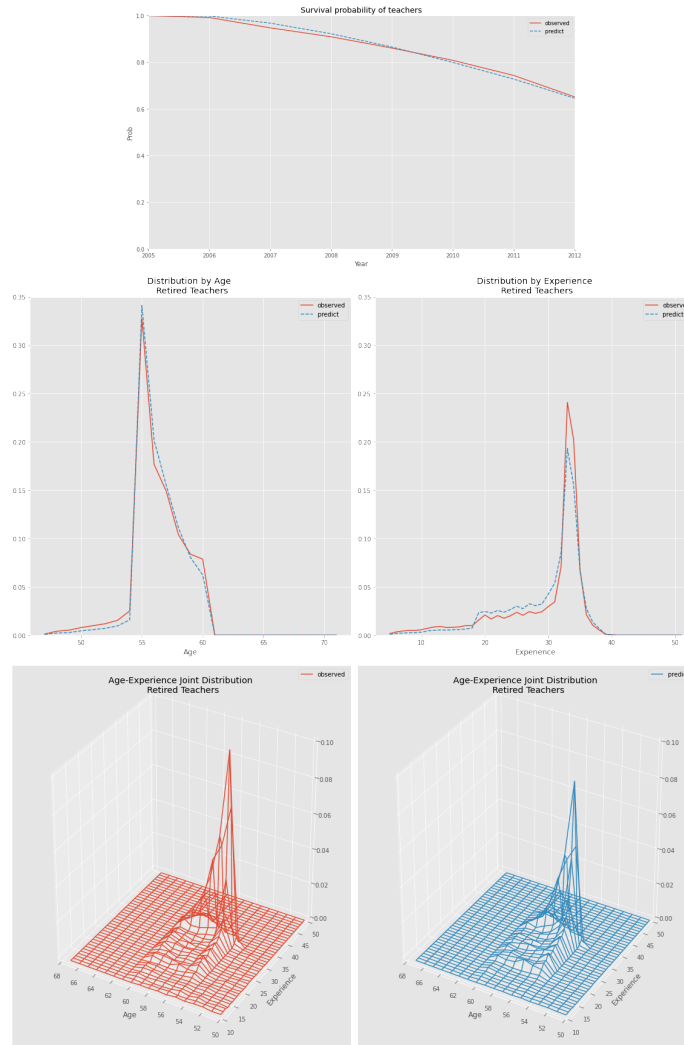 Survival probability of teachers
observed
predict
1.0
0.8
0.6
0.4
0.2
0.0
Prob
2005 2006 2007 2008 2009 2010 2011 2012
Year
Distribution by Age
Retired Teachers
observed
predict
0.35
0.30
0.25
0.20
0.15
0.10
0.05
0.00
50 55 60 65 70
Age
Distribution by Experience
Retired Teachers
observed
predict
0.35
0.30
0.25
0.20
0.15
0.10
0.05
0.00
10 20 30 40 50
Expenence
Age-Experience Joint Distribution
Retired Teachers
observed
0.10
0.08
0.06
0.04
0.02
0.00
68 66 64 62 60 58 56 54 52 50
Age
10 15 20 25 30 35 40 45 50
Experience
Age-Experience Joint Distribution
Retired Teachers
predict
0.10
0.08
0.06
0.04
0.02
0.00
68 66 64 62 60 58 56 54 52 50
Age
10 15 20 25 30 35 40 45 50
Experience